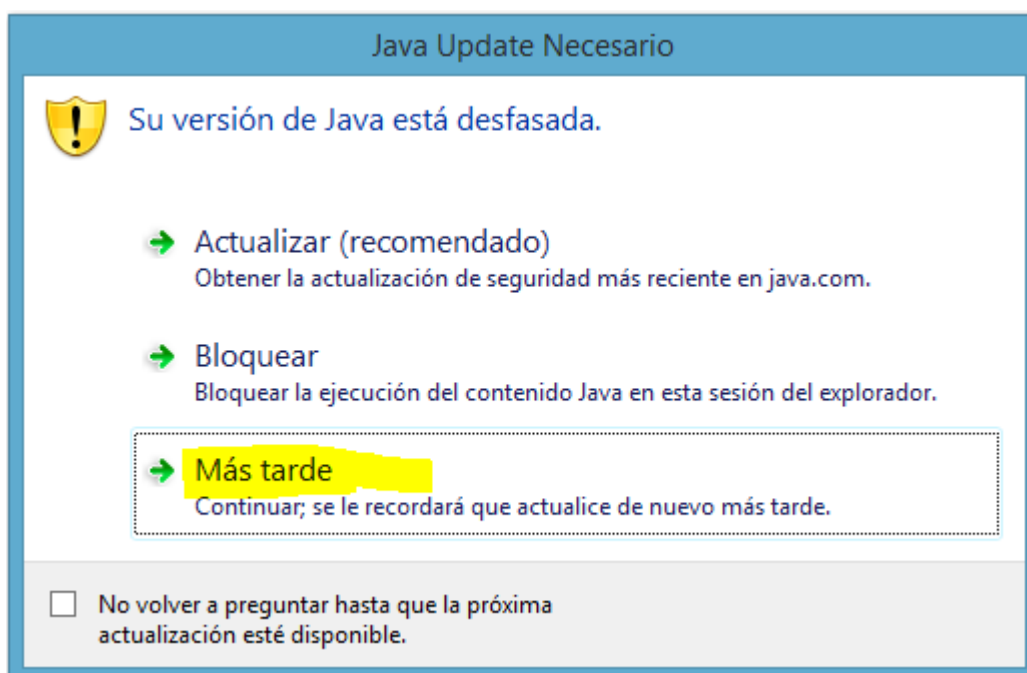 Java Update Necesario
Su versión de Java está desfasada.
Actualizar (recomendado)
Obtener la actualización de seguridad más reciente en java.com.
Bloquear
Bloquear la ejecución del contenido Java en esta sesión del explorador.
Más tarde
Continuar; se le recordará que actualice de nuevo más tarde.
No volver a preguntar hasta que la próxima
actualización esté disponible.